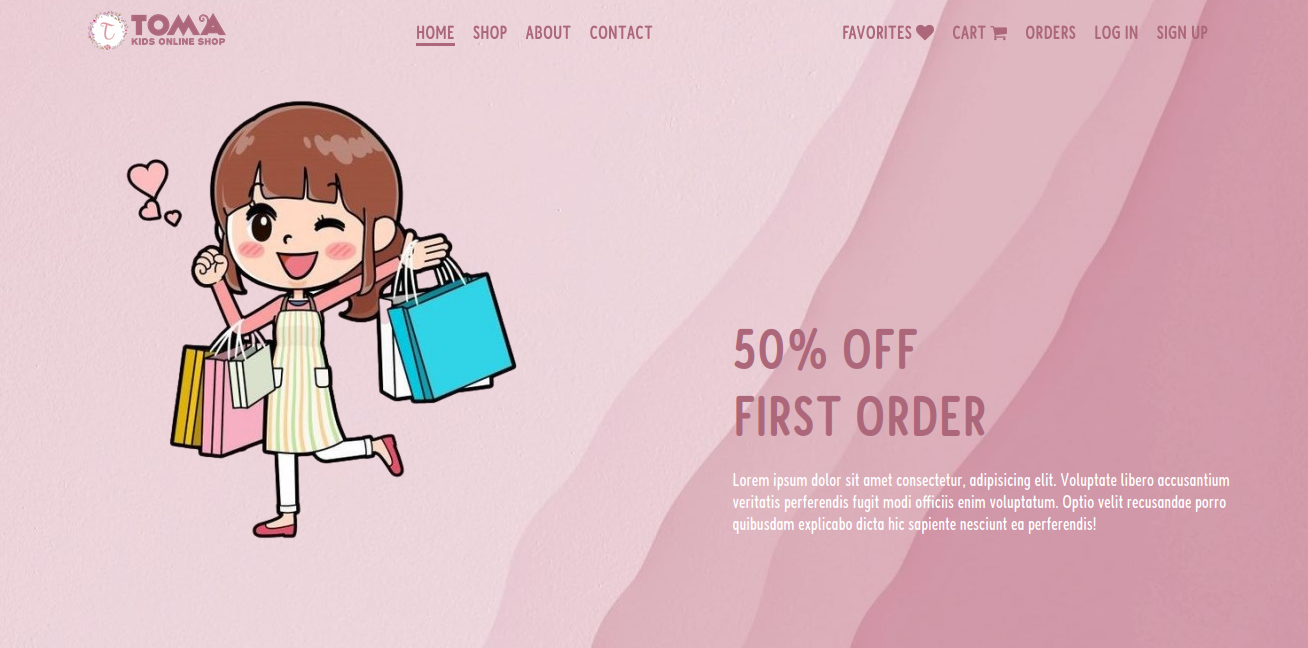 T
TOMA
KIDS ONLINE SHOP
HOME SHOP ABOUT CONTACT
FAVORITES CART ORDERS LOG IN SIGN UP
50% OFF
FIRST ORDER
Lorem ipsum dolor sit amet consectetur, adipisicing elit. Voluptate libero accusantium
veritatis perferendis fugit modi officiis enim voluptatum. Optio velit recusandae porro
quibusdam explicabo dicta hic sapiente nesciunt ea perferendis!